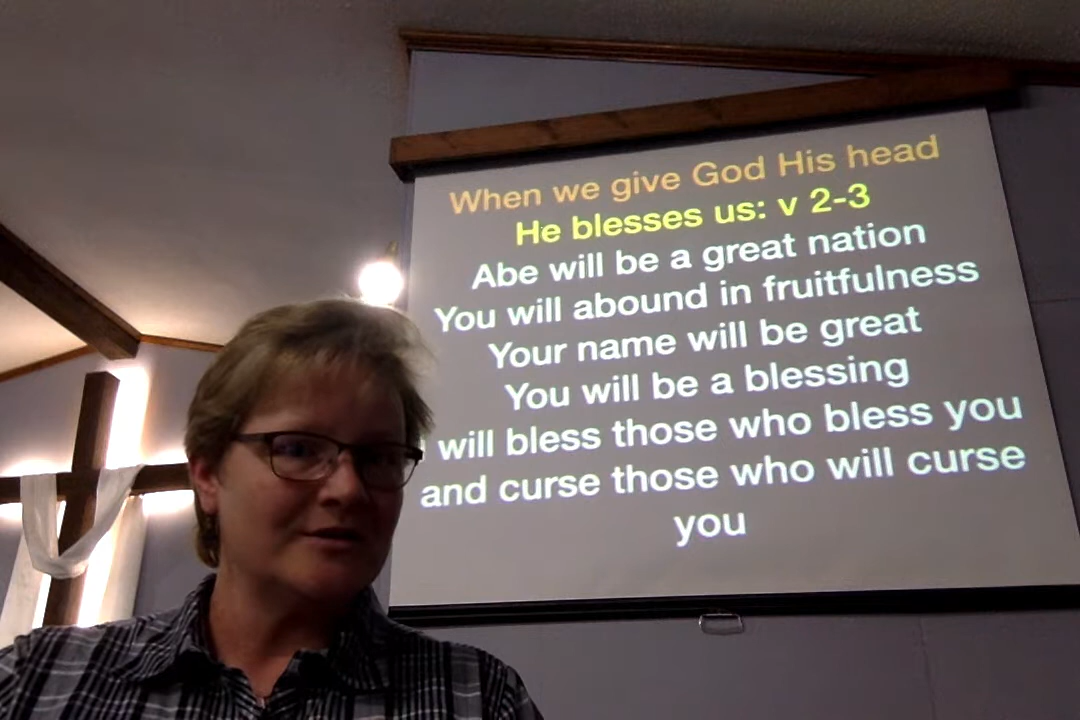 When we give God His head
He blesses us: v 2-3
Abe will be a great nation
You will abound in fruitfulness
Your name will be great
You will be a blessing
will bless those who bless you
and curse those who will curse
you